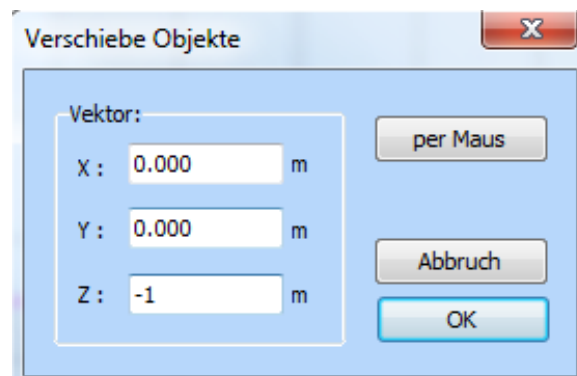 Verschiebe Objekte
Vektor:
X : 0.000 m
Y : 0.000 m
Z : -1 m
per Maus
Abbruch
OK